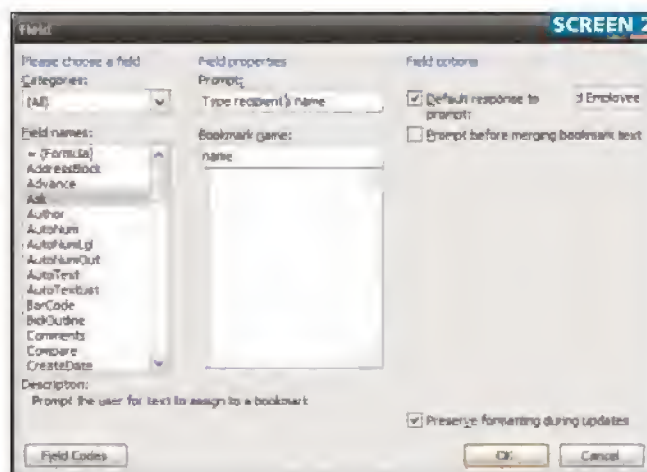 SCREEN 2
Field
Please choose a field
Categories:
(All)
Field names:
= (Formula)
AddressBlock
Advance
Ask
Author
AutoNum
AutoNumLgl
AutoNumOut
AutoText
AutoTextList
BarCode
BidiOutline
Comments
Compare
CreateDate
Field properties
Prompt:
Type recipient's name
Bookmark name:
name
Field options
Default response to prompt:
d Employee
Prompt before merging bookmark text
Description:
Prompt the user for text to assign to a bookmark
Preserve formatting during updates
Field Codes
OK
Cancel